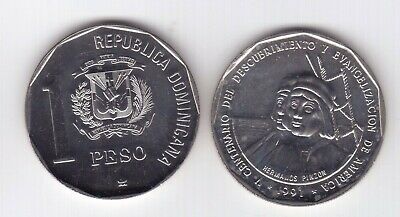 REPUBLICA DOMINICANA
1
PESO
V CENTENARIO DEL DESCUBRIMIENTO Y EVANGELIZACION DE AMERICA
HERMANOS PINZON
1991